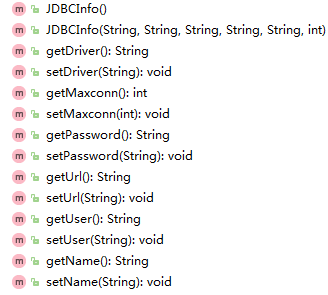 m JDBCInfo()
m JDBCInfo(String, String, String, String, String, int)
m getDriver(): String
m setDriver(String): void
m getMaxconn(): int
m setMaxconn(int): void
m getPassword(): String
m setPassword(String): void
m getUrl(): String
m setUrl(String): void
m getUser(): String
m setUser(String): void
m getName(): String
m setName(String): void